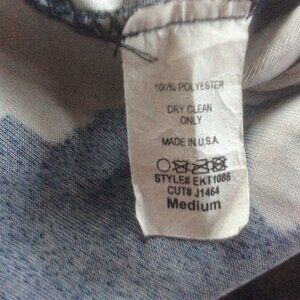 100% POLYESTER
DRY CLEAN
ONLY
MADE IN U.S.A.
STYLE# EKT1086
CUT# J1464
Medium